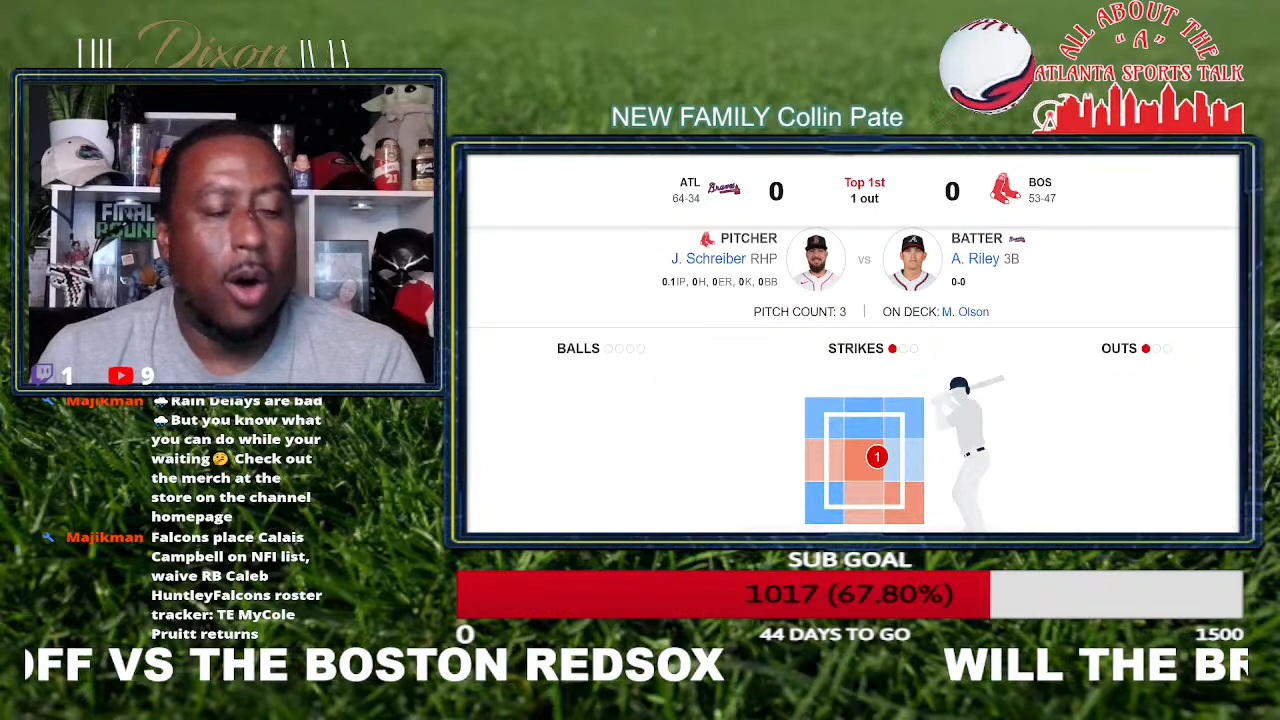 Dixon
ALL ABOUT THE
"A"
ATLANTA SPORTS TALK
NEW FAMILY Collin Pate
FINAL
ROUND
ATL
64-34
Braves
0
Top 1st
1 out
0
BOS
53-47
PITCHER
J. Schreiber RHP
0.1IP, 0H, 0ER, 0K, 0BB
vs
BATTER
A. Riley 3B
0-0
PITCH COUNT: 3
ON DECK: M. Olson
BALLS
STRIKES
OUTS
1
1
9
Majikman 🌧Rain Delays are bad
🌧But you know what
you can do while your
waiting🤔 Check out
the merch at the
store on the channel
homepage
Majikman Falcons place Calais
Campbell on NFI list,
waive RB Caleb
HuntleyFalcons roster
tracker: TE MyCole
Pruitt returns
SUB GOAL
1017 (67.80%)
0
44 DAYS TO GO
1500
OFF VS THE BOSTON REDSOX
WILL THE BR